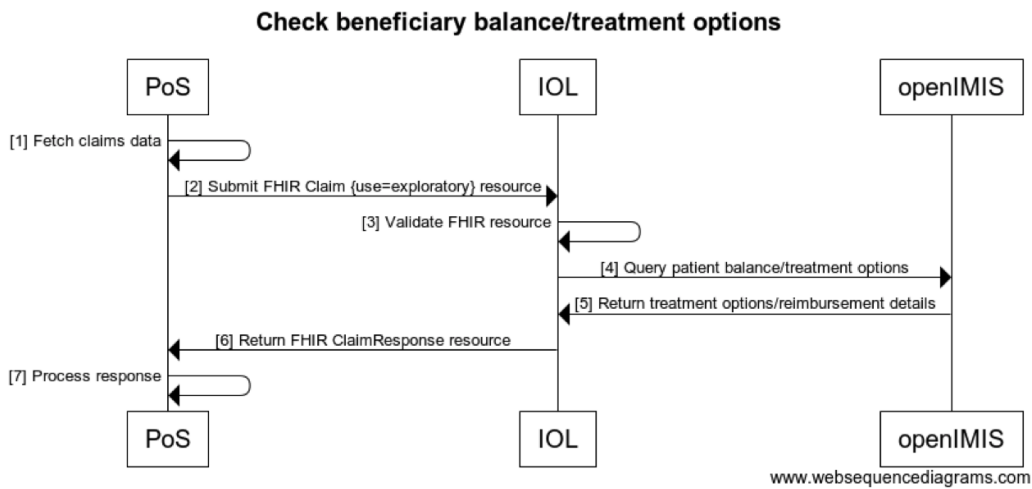 Check beneficiary balance/treatment options
PoS
IOL
openIMIS
[1] Fetch claims data
[2] Submit FHIR Claim {use=exploratory} resource
[3] Validate FHIR resource
[4] Query patient balance/treatment options
[5] Return treatment options/reimbursement details
[6] Return FHIR ClaimResponse resource
[7] Process response
PoS
IOL
openIMIS
www.websequencediagrams.com